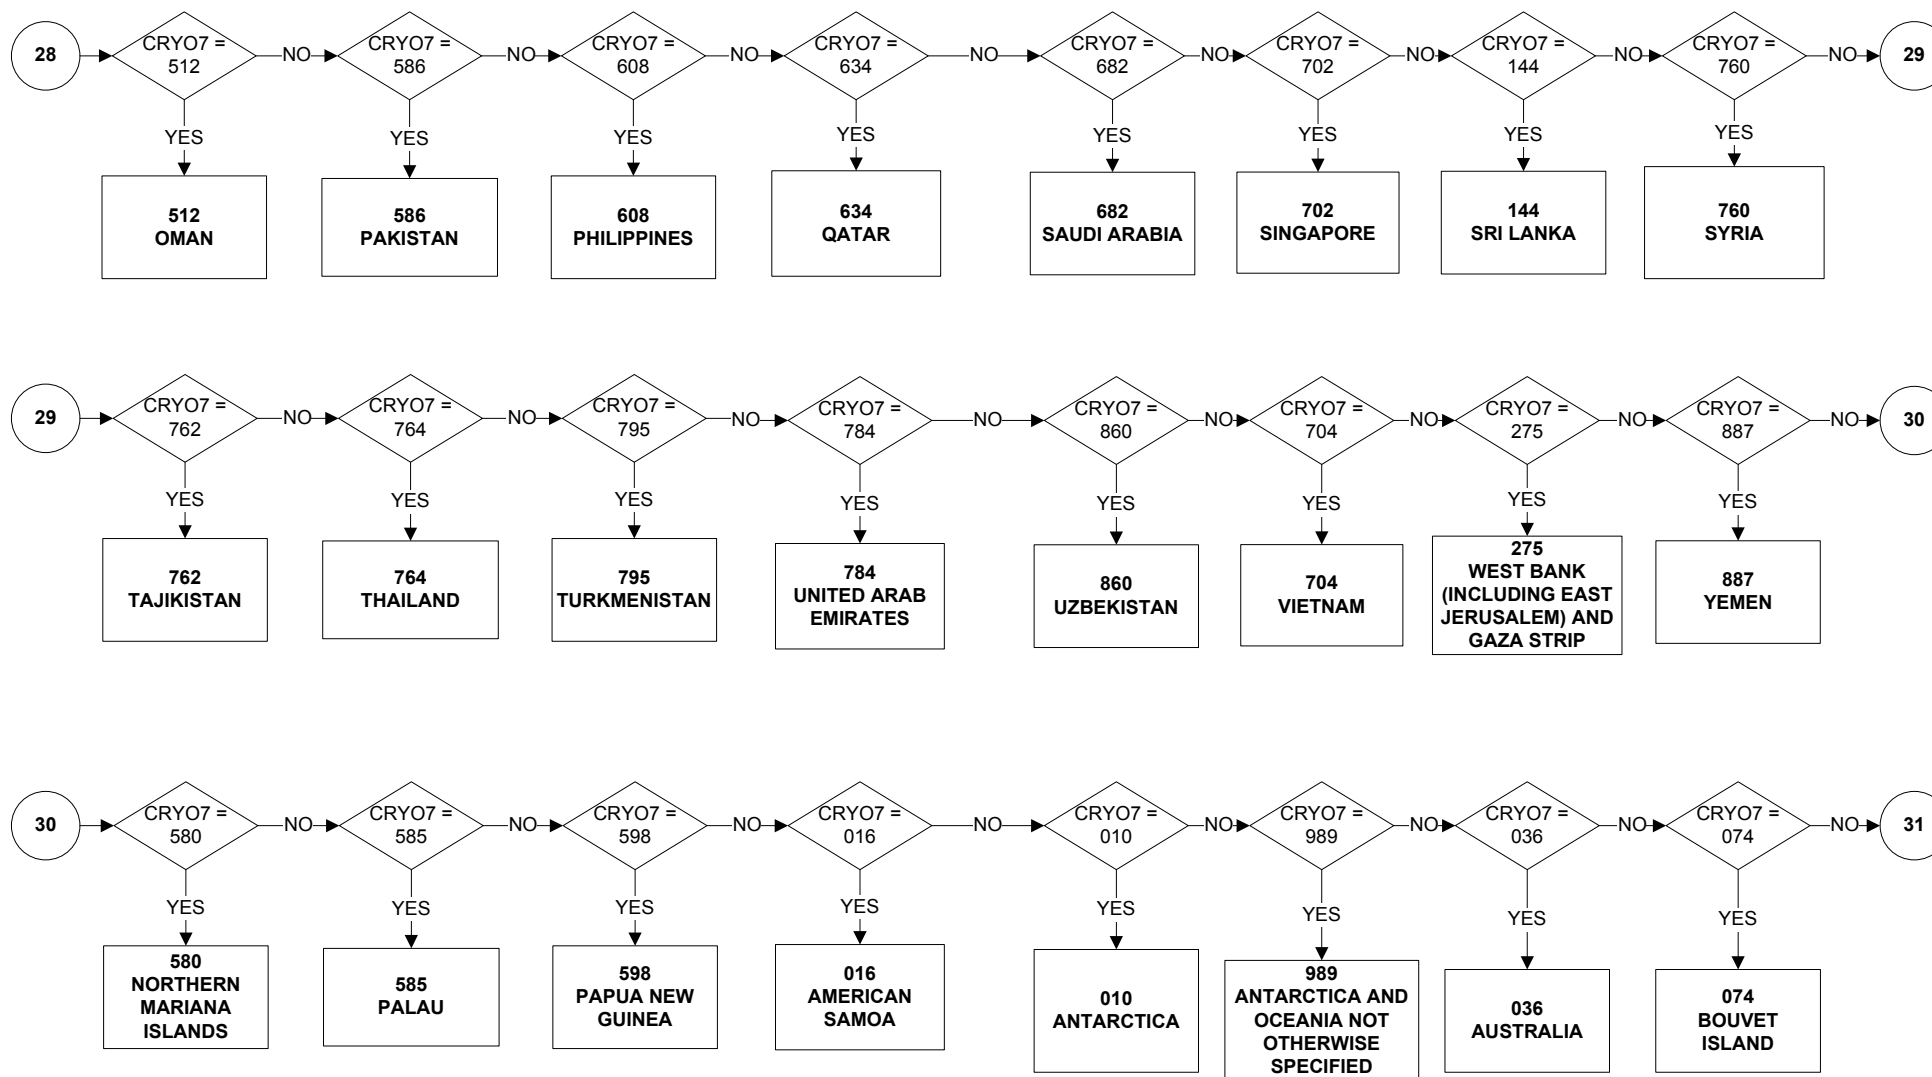 28
CRYO7 =
512
NO
CRYO7 =
586
NO
CRYO7 =
608
NO
CRYO7 =
634
NO
CRYO7 =
682
NO
CRYO7 =
702
NO
CRYO7 =
144
NO
CRYO7 =
760
NO
29
YES
YES
YES
YES
YES
YES
YES
YES
512
OMAN
586
PAKISTAN
608
PHILIPPINES
634
QATAR
682
SAUDI ARABIA
702
SINGAPORE
144
SRI LANKA
760
SYRIA
29
CRYO7 =
762
NO
CRYO7 =
764
NO
CRYO7 =
795
NO
CRYO7 =
784
NO
CRYO7 =
860
NO
CRYO7 =
704
NO
CRYO7 =
275
NO
CRYO7 =
887
NO
30
YES
YES
YES
YES
YES
YES
YES
YES
762
TAJIKISTAN
764
THAILAND
795
TURKMENISTAN
784
UNITED ARAB
EMIRATES
860
UZBEKISTAN
704
VIETNAM
275
WEST BANK
(INCLUDING EAST
JERUSALEM) AND
GAZA STRIP
887
YEMEN
30
CRYO7 =
580
NO
CRYO7 =
585
NO
CRYO7 =
598
NO
CRYO7 =
016
NO
CRYO7 =
010
NO
CRYO7 =
989
NO
CRYO7 =
036
NO
CRYO7 =
074
NO
31
YES
YES
YES
YES
YES
YES
YES
YES
580
NORTHERN
MARIANA
ISLANDS
585
PALAU
598
PAPUA NEW
GUINEA
016
AMERICAN
SAMOA
010
ANTARCTICA
989
ANTARCTICA AND
OCEANIA NOT
OTHERWISE
SPECIFIED
036
AUSTRALIA
074
BOUVET
ISLAND